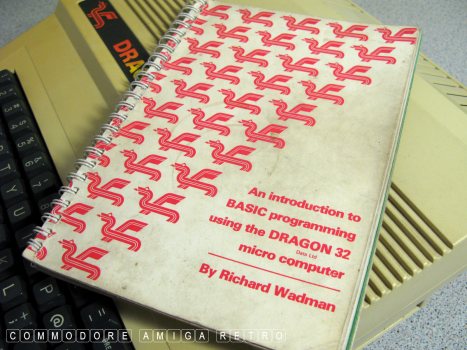 DRAG
An introduction to
BASIC programming
using the DRAGON 32
Data Ltd
micro computer
By Richard Wadman
COMMODORE AMIGA RETRO